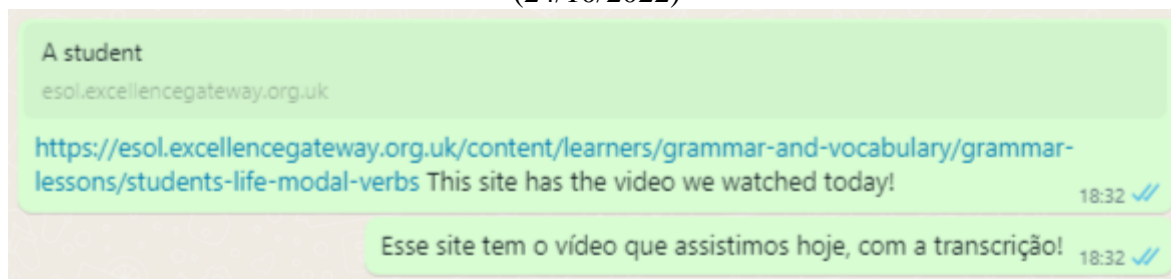 A student
esol.excellencegateway.org.uk
https://esol.excellencegateway.org.uk/content/learners/grammar-and-vocabulary/grammar-
lessons/students-life-modal-verbs This site has the video we watched today!
18:32
Esse site tem o vídeo que assistimos hoje, com a transcrição!
18:32